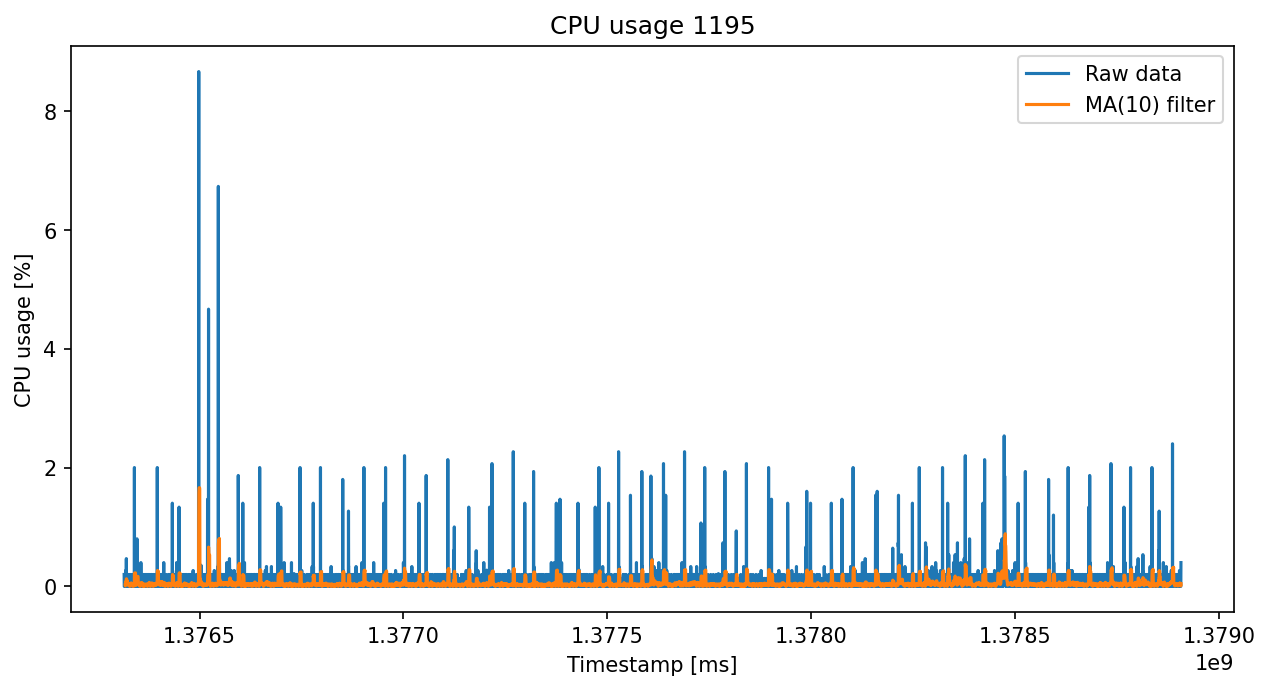 CPU usage 1195
Raw data
MA(10) filter
CPU usage [%]
8
6
4
2
0
1.3765 1.3770 1.3775 1.3780 1.3785 1.3790
1e9
Timestamp [ms]